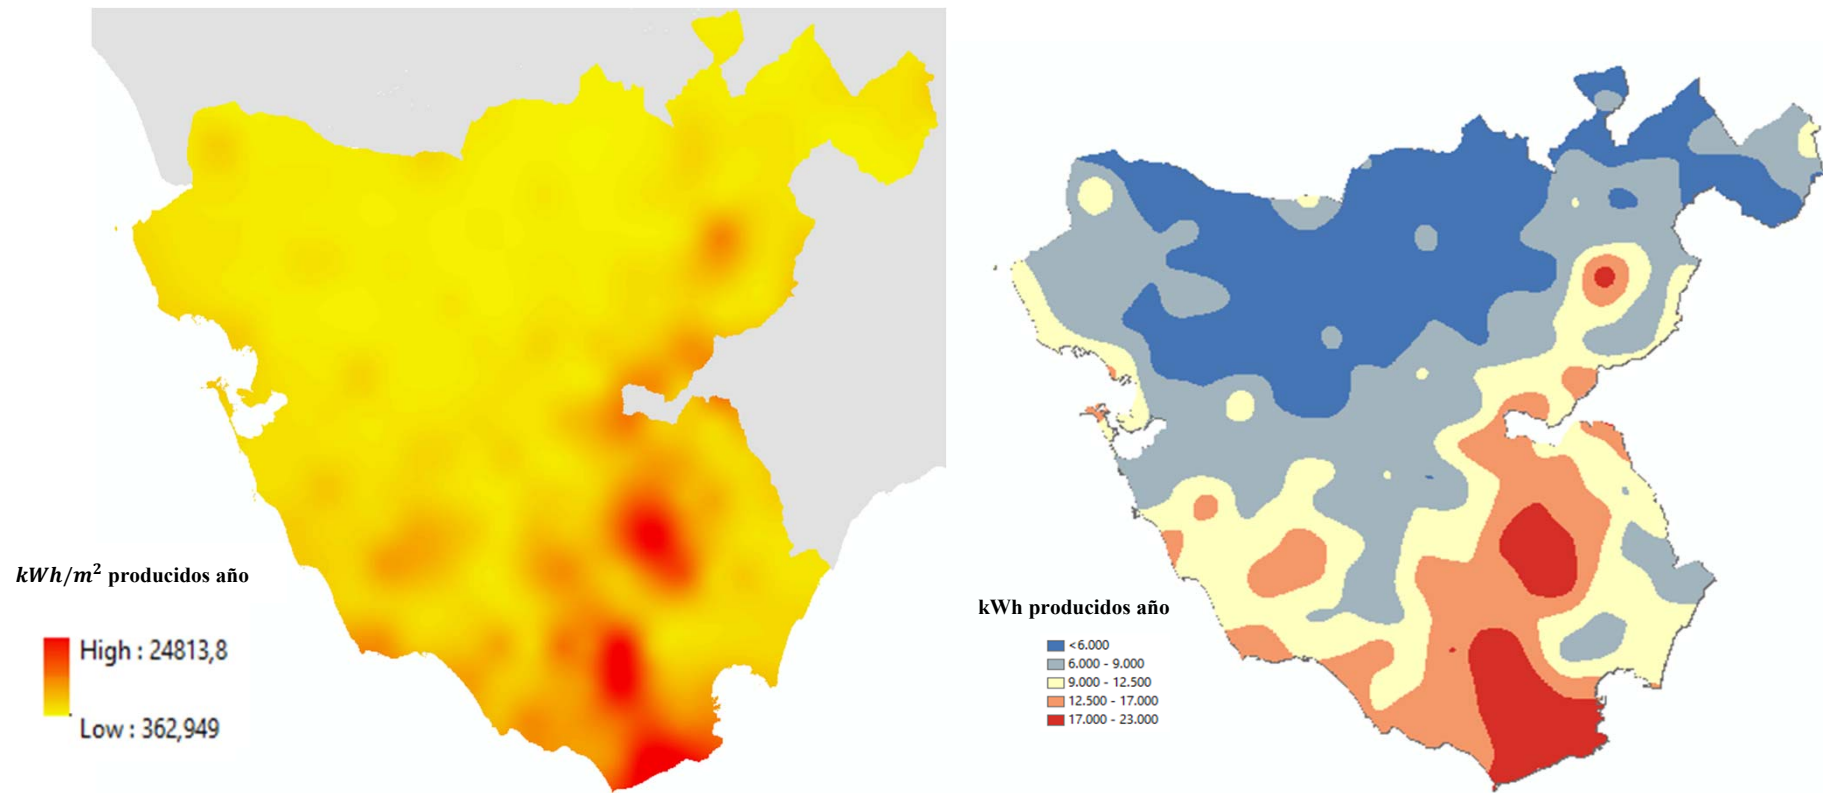 kWh/m² producidos año
High : 24813,8
Low : 362,949
kWh producidos año
<6.000
6.000 - 9.000
9.000 - 12.500
12.500 - 17.000
17.000 - 23.000